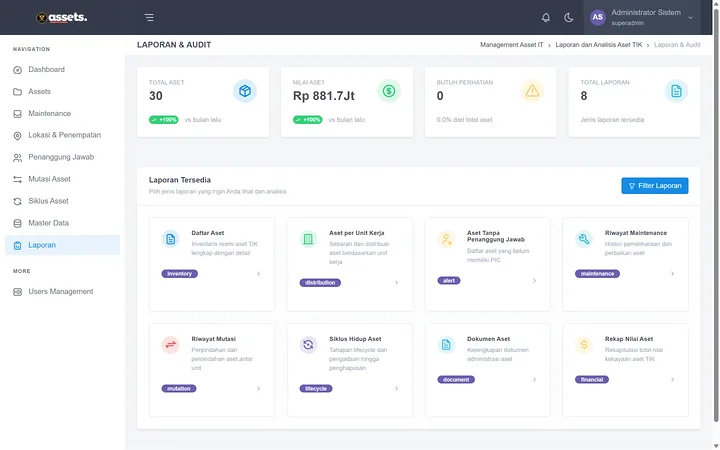 assets.
AS
Administrator Sistem
superadmin
NAVIGATION
Dashboard
Assets
Maintenance
Lokasi & Penempatan
Penanggung Jawab
Mutasi Asset
Siklus Asset
Master Data
Laporan
MORE
Users Management
LAPORAN & AUDIT
Management Asset IT › Laporan dan Analisis Aset TIK › Laporan & Audit
TOTAL ASET
30
+100% vs bulan lalu
NILAI ASET
Rp 881.7Jt
+100% vs bulan lalu
BUTUH PERHATIAN
0
0.0% dari total aset
TOTAL LAPORAN
8
Jenis laporan tersedia
Laporan Tersedia
Pilih jenis laporan yang ingin Anda lihat dan analisis
Filter Laporan
Daftar Aset
Inventaris resmi aset TIK
lengkap dengan detail
inventory
Aset per Unit Kerja
Sebaran dan distribusi
aset berdasarkan unit
kerja
distribution
Aset Tanpa
Penanggung Jawab
Daftar aset yang belum
memiliki PIC
alert
Riwayat Maintenance
Histori pemeliharaan dan
perbaikan aset
maintenance
Riwayat Mutasi
Perpindahan dan
pemindahan aset antar
unit
mutation
Siklus Hidup Aset
Tahapan lifecycle dari
pengadaan hingga
penghapusan
lifecycle
Dokumen Aset
Kelengkapan dokumen
administrasi aset
document
Rekap Nilai Aset
Rekapitulasi total nilai
kekayaan aset TIK
financial